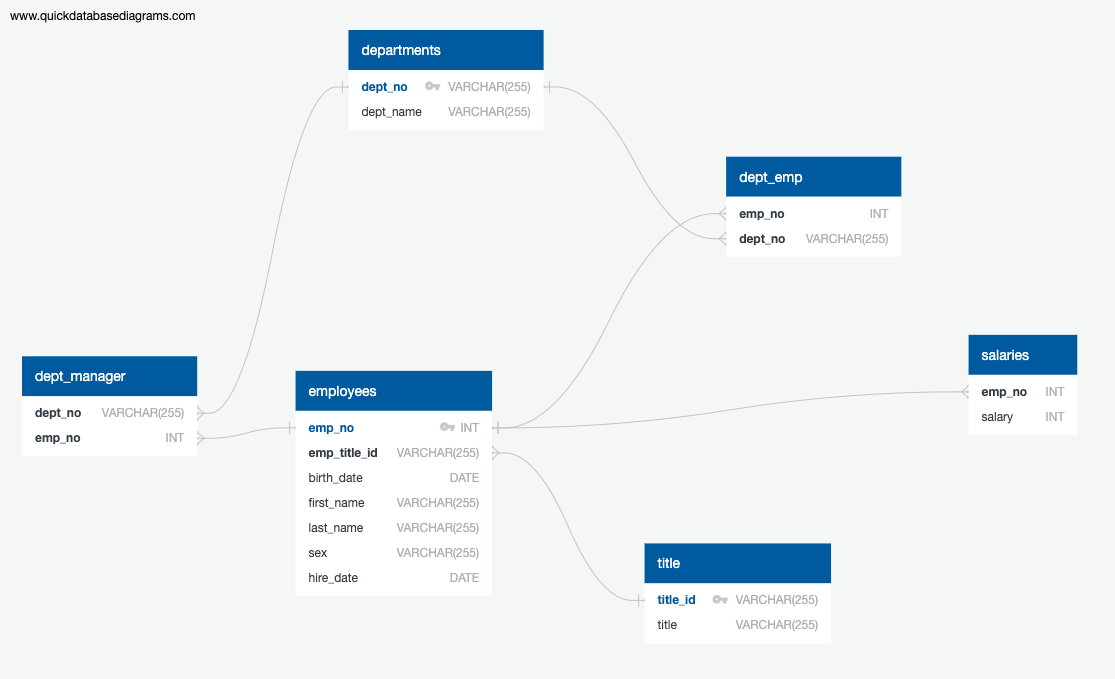 www.quickdatabasediagrams.com
departments
dept_no VARCHAR(255)
dept_name VARCHAR(255)
dept_emp
emp_no INT
dept_no VARCHAR(255)
salaries
emp_no INT
salary INT
dept_manager
dept_no VARCHAR(255)
emp_no INT
employees
emp_no INT
emp_title_id VARCHAR(255)
birth_date DATE
first_name VARCHAR(255)
last_name VARCHAR(255)
sex VARCHAR(255)
hire_date DATE
title
title_id VARCHAR(255)
title VARCHAR(255)